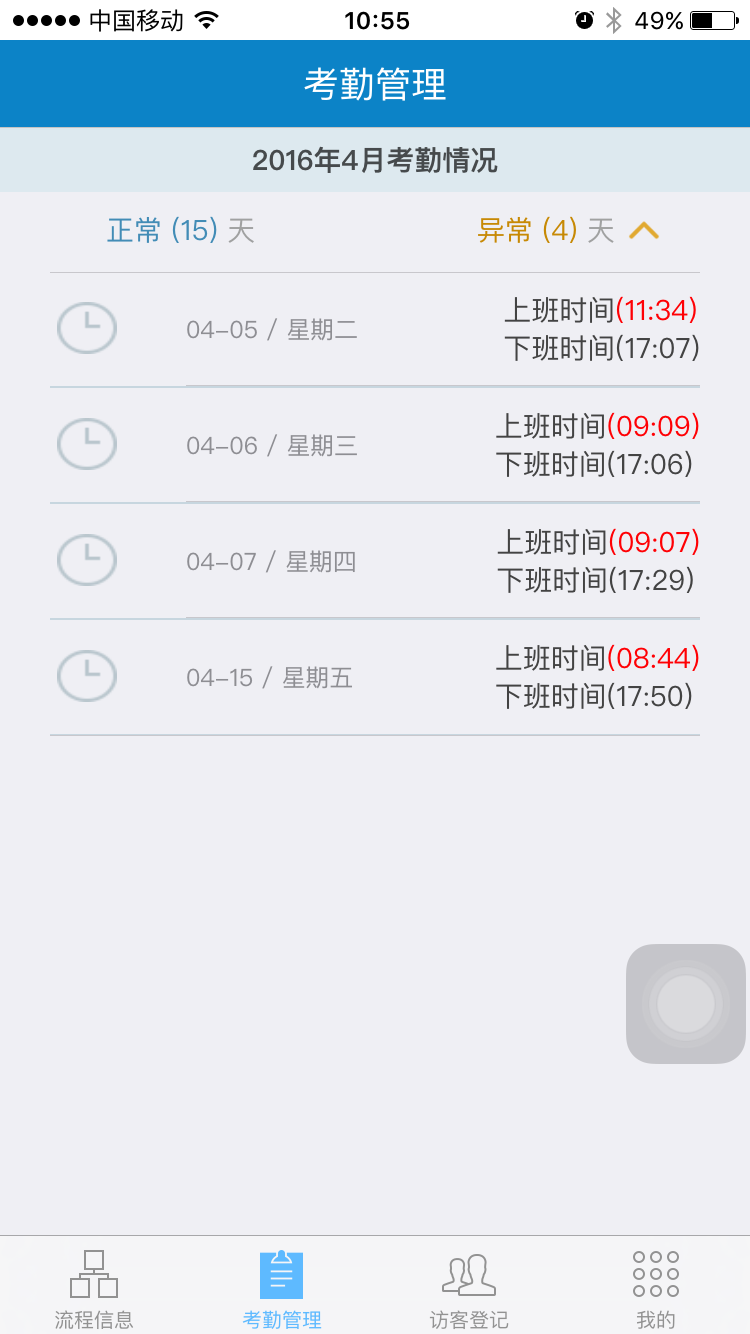 中国移动 10:55 49%
考勤管理
2016年4月考勤情况
正常 (15) 天 异常 (4) 天
04-05 / 星期二
上班时间(11:34)
下班时间(17:07)
04-06 / 星期三
上班时间(09:09)
下班时间(17:06)
04-07 / 星期四
上班时间(09:07)
下班时间(17:29)
04-15 / 星期五
上班时间(08:44)
下班时间(17:50)
流程信息 考勤管理 访客登记 我的